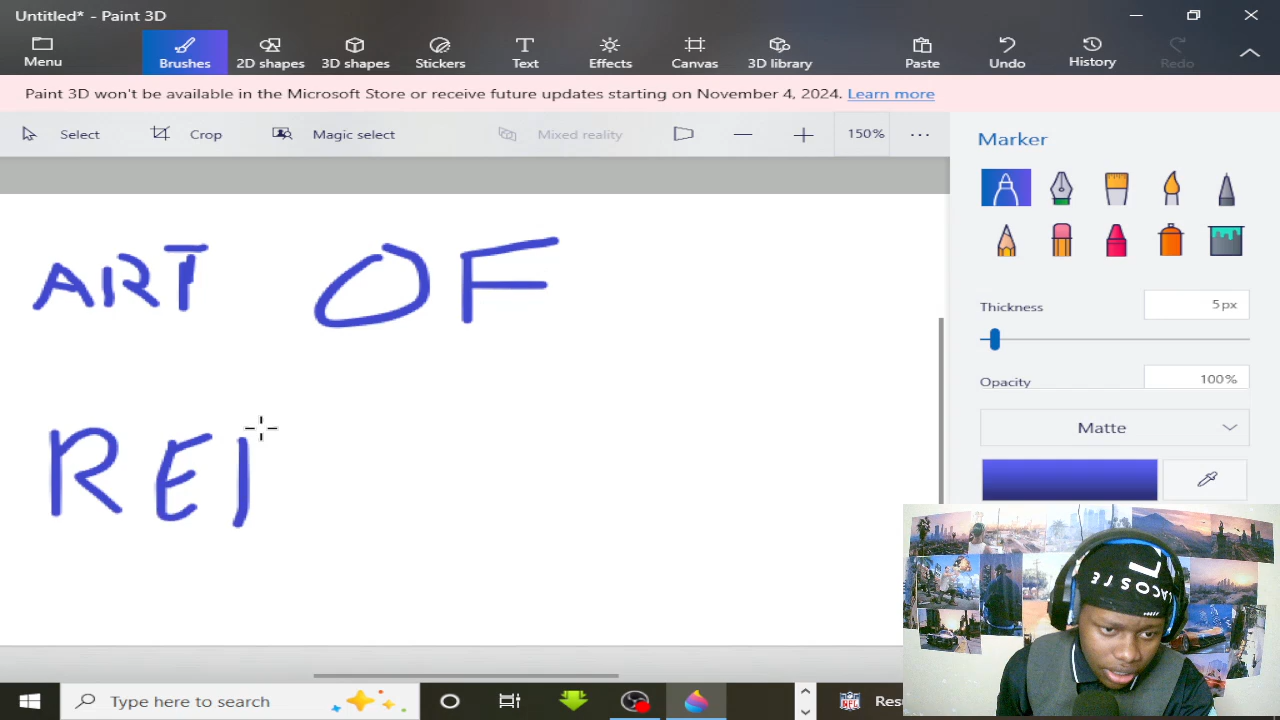 Untitled* - Paint 3D
Menu
Brushes
2D shapes
3D shapes
Stickers
Text
Effects
Canvas
3D library
Paste
Undo
History
Redo
Paint 3D won't be available in the Microsoft Store or receive future updates starting on November 4, 2024. Learn more
Select
Crop
Magic select
Mixed reality
150%
Marker
ART OF
Thickness
5px
Opacity
100%
Matte
REI
LACOSTE
Type here to search
NFL
Res